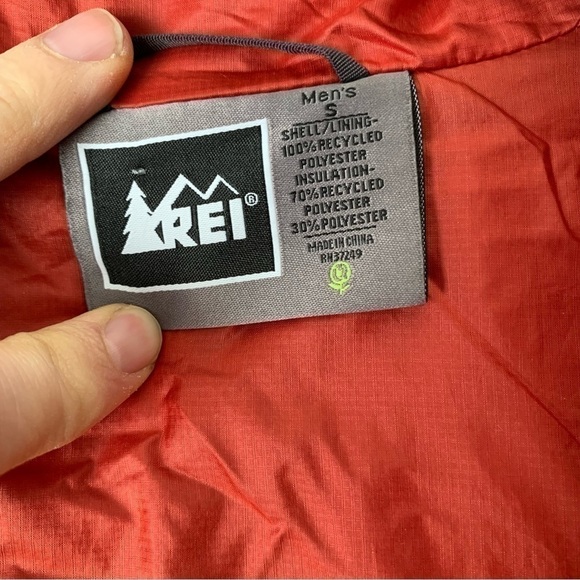 REI®
Men's
S
SHELL/LINING-
100% RECYCLED
POLYESTER
INSULATION-
70% RECYCLED
POLYESTER
30% POLYESTER
MADE IN CHINA
RN37249